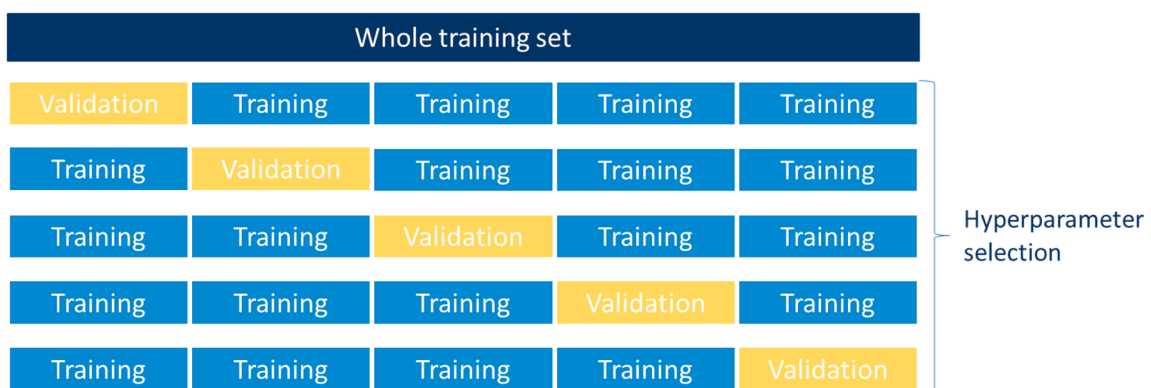 Whole training set
Validation Training Training Training Training
Training Validation Training Training Training
Training Training Validation Training Training
Hyperparameter
selection
Training Training Training Validation Training
Training Training Training Training Validation